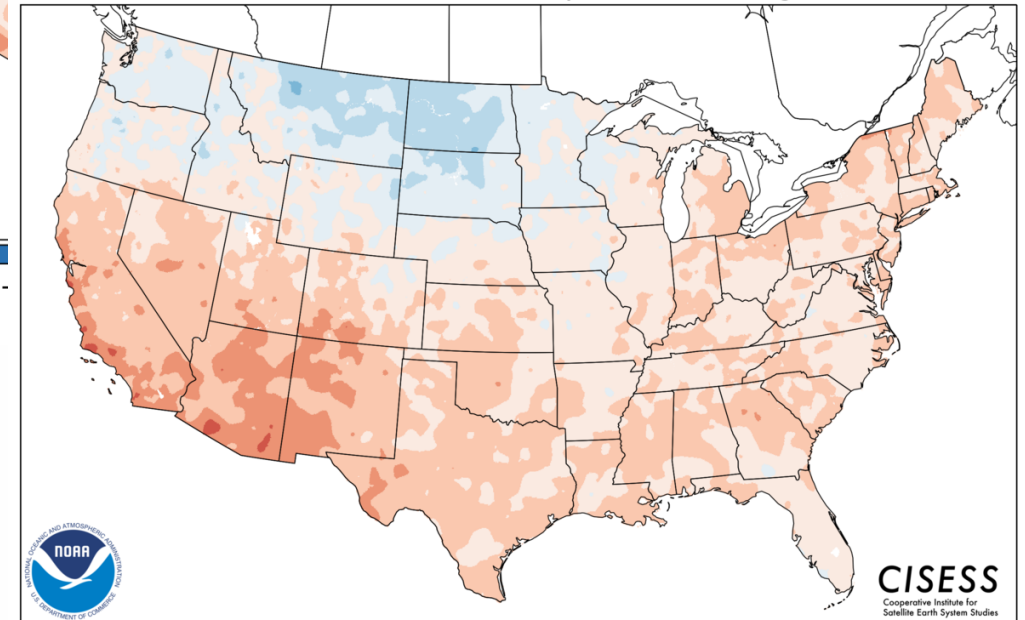 NATIONAL OCEANIC AND ATMOSPHERIC ADMINISTRATION
NOAA
U.S. DEPARTMENT OF COMMERCE
CISESS
Cooperative Institute for
Satellite Earth System Studies